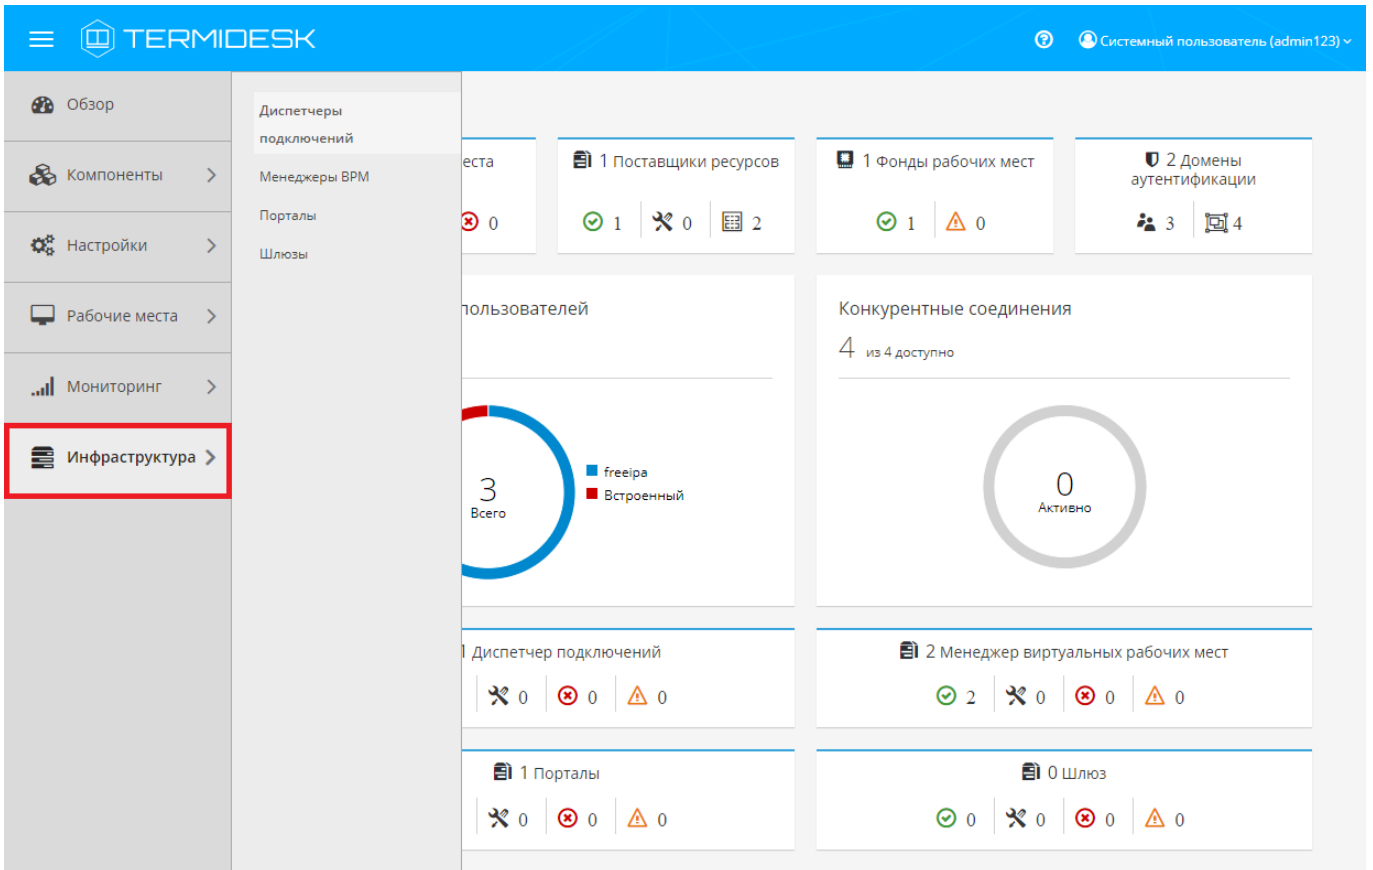 TERMIDESK
Системный пользователь (admin123)
Обзор
Компоненты
Настройки
Рабочие места
Мониторинг
Инфраструктура
Диспетчеры
подключений
Менеджеры ВРМ
Порталы
Шлюзы
еста
0
1 Поставщики ресурсов
1 0 2
1 Фонды рабочих мест
1 0
2 Домены
аутентификации
3 4
пользователей
3
Всего
freeipa
Встроенный
Конкурентные соединения
4 из 4 доступно
0
Активно
1 Диспетчер подключений
0 0 0
2 Менеджер виртуальных рабочих мест
2 0 0 0
1 Порталы
0 0 0
0 Шлюз
0 0 0 0